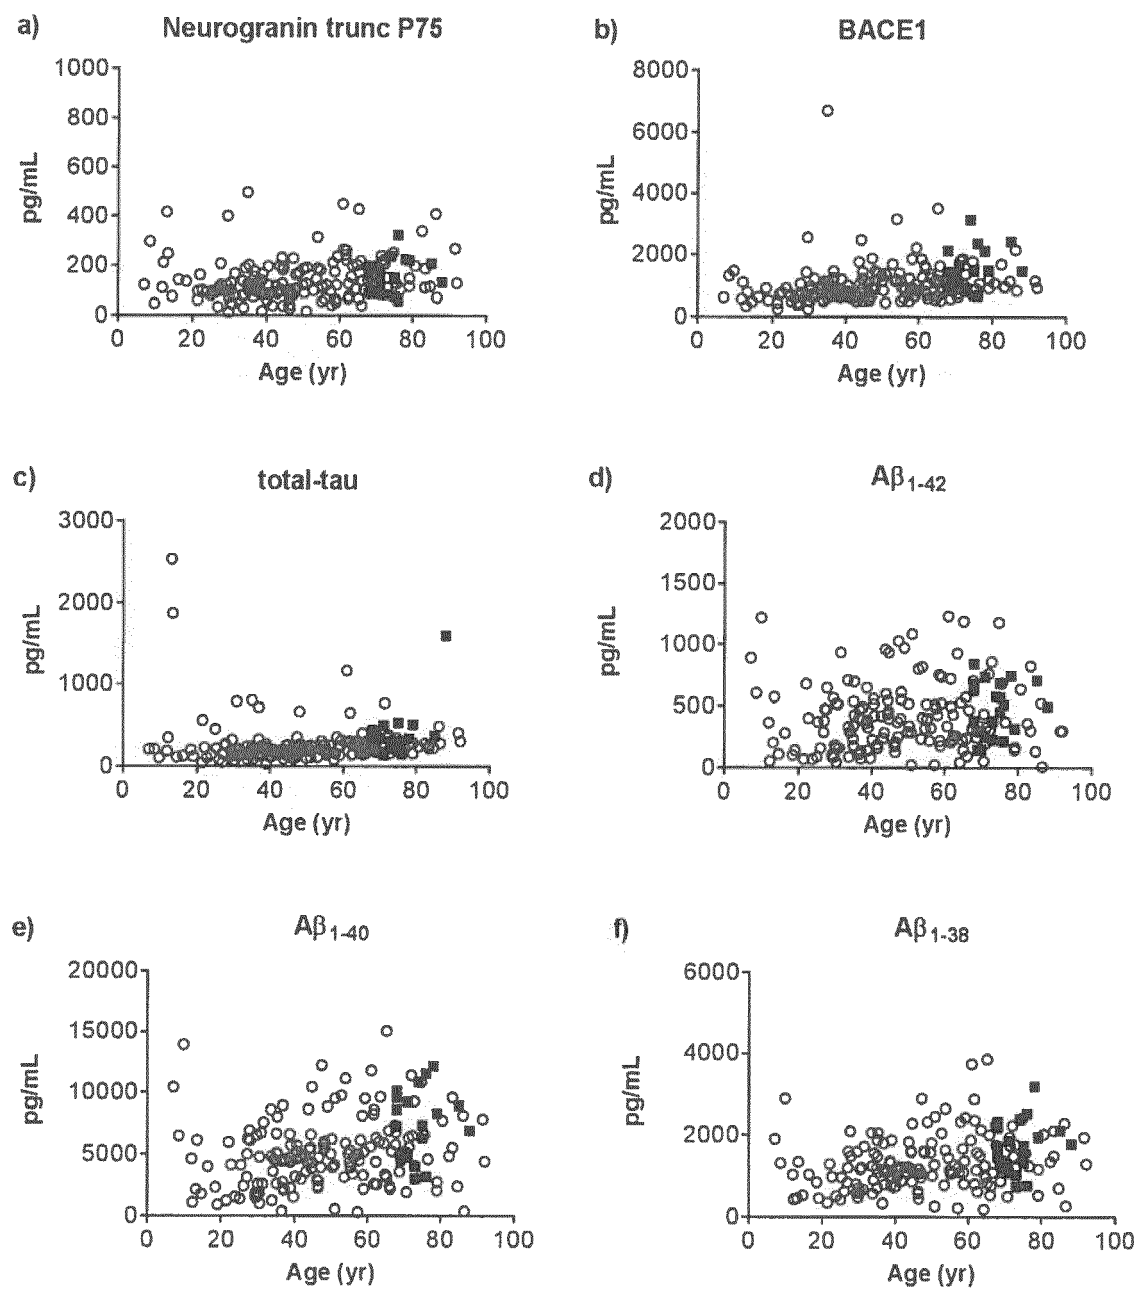 a) Neurogranin trunc P75
1000
800
600
400
200
0
pg/mL
0 20 40 60 80 100
Age (yr)
b) BACE1
8000
6000
4000
2000
0
pg/mL
0 20 40 60 80 100
Age (yr)
c) total-tau
3000
2000
1000
0
pg/mL
0 20 40 60 80 100
Age (yr)
d) Aβ1-42
2000
1500
1000
500
0
pg/mL
0 20 40 60 80 100
Age (yr)
e) Aβ1-40
20000
15000
10000
5000
0
pg/mL
0 20 40 60 80 100
Age (yr)
f) Aβ1-38
6000
4000
2000
0
pg/mL
0 20 40 60 80 100
Age (yr)